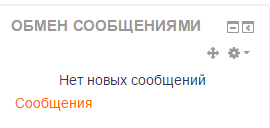 ОБМЕН СООБЩЕНИЯМИ
Нет новых сообщений
Сообщения